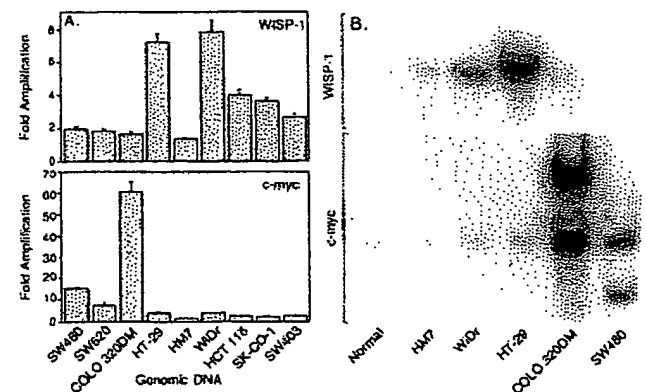 A.
WISP-1
Fold Amplification
8
6
4
2
0
c-myc
Fold Amplification
70
60
50
40
30
20
10
0
SW480
SW620
COLO 320DM
HT-29
HM7
WiDr
HCT 116
SK-CO-1
SW403
Genomic DNA
B.
WISP-1
c-myc
Normal
HM7
WiDr
HT-29
COLO 320DM
SW480